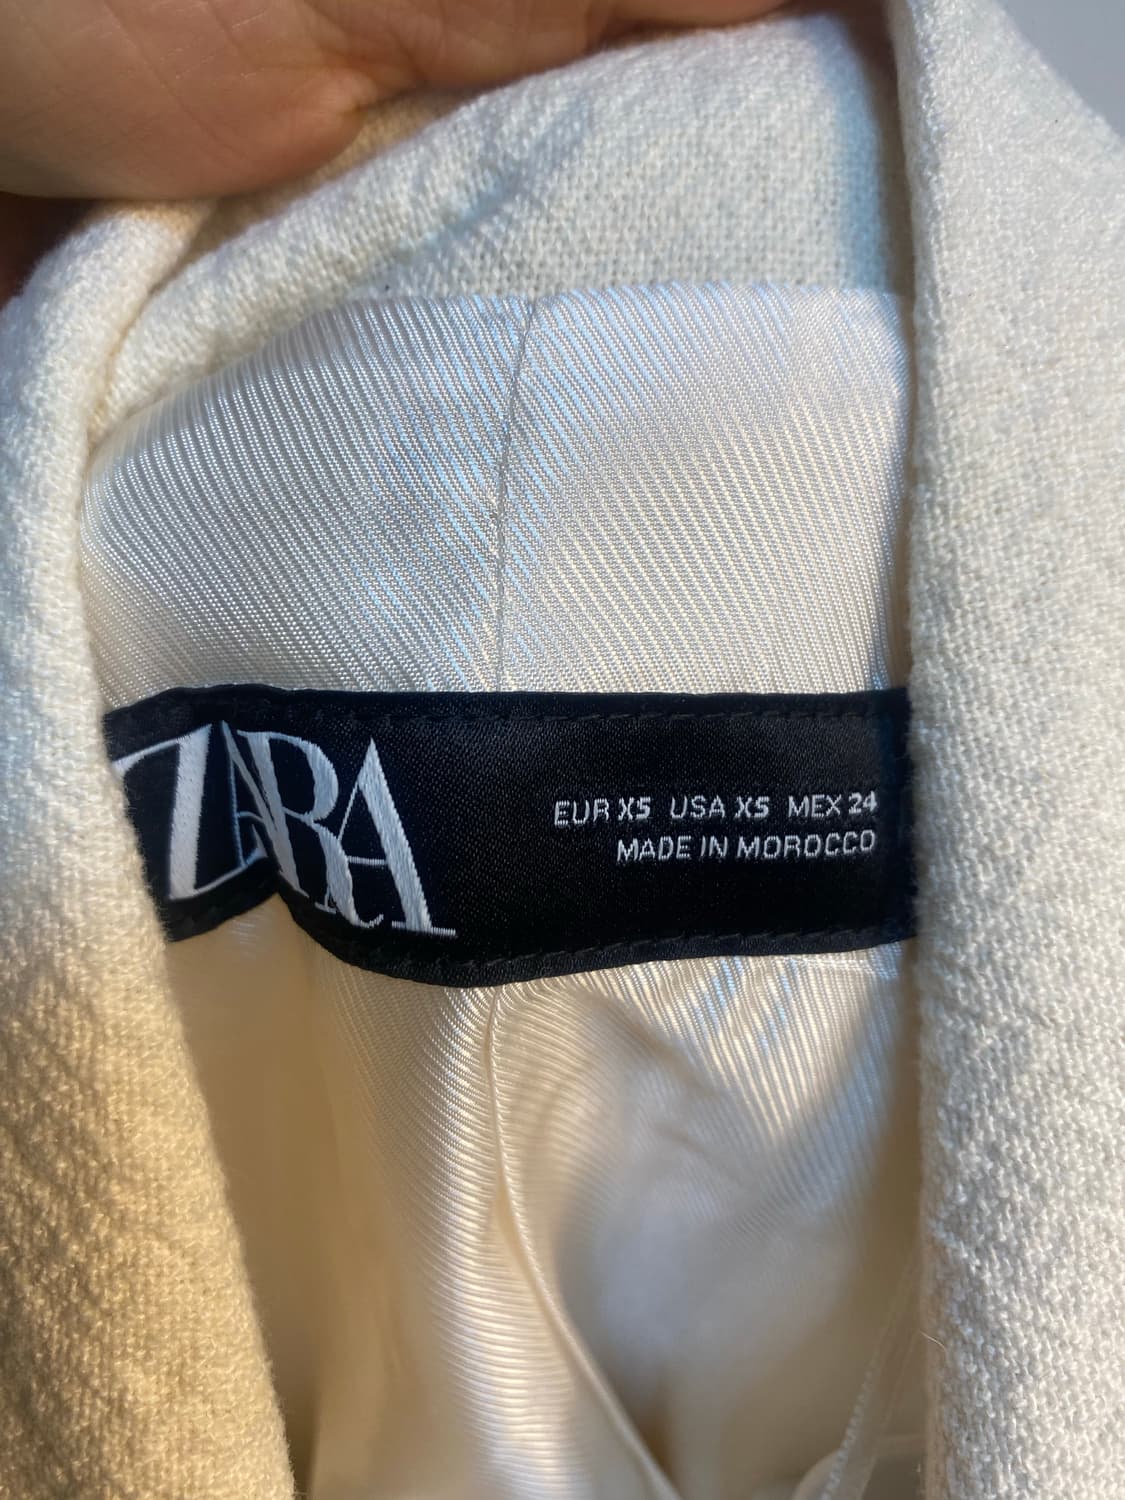 ZARA
EUR XS USA XS MEX 24
MADE IN MOROCCO